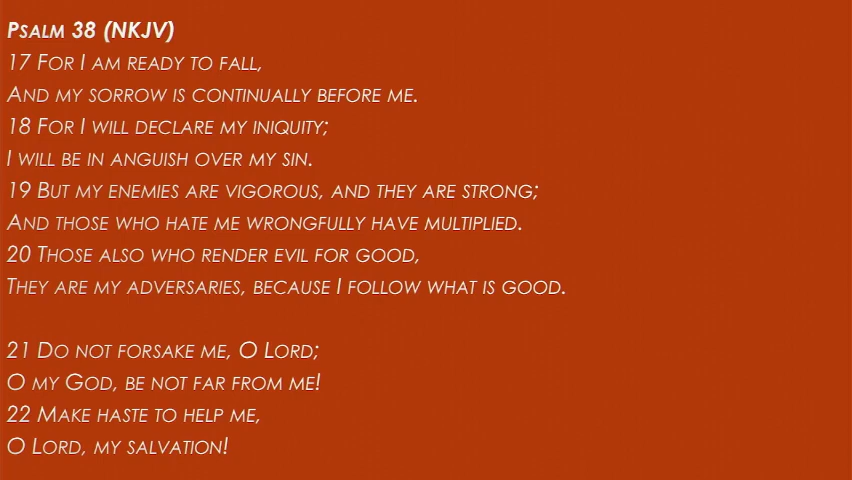 Psalm 38 (NKJV)
17 For I am ready to fall,
And my sorrow is continually before me.
18 For I will declare my iniquity;
I will be in anguish over my sin.
19 But my enemies are vigorous, and they are strong;
And those who hate me wrongfully have multiplied.
20 Those also who render evil for good,
They are my adversaries, because I follow what is good.
21 Do not forsake me, O Lord;
O my God, be not far from me!
22 Make haste to help me,
O Lord, my salvation!